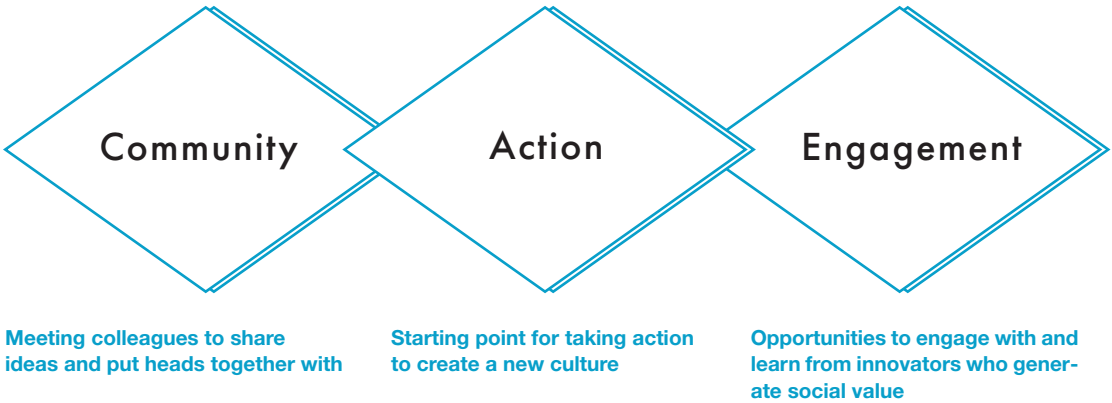 Community
Action
Engagement
Meeting colleagues to share
ideas and put heads together with
Starting point for taking action
to create a new culture
Opportunities to engage with and
learn from innovators who gener-
ate social value